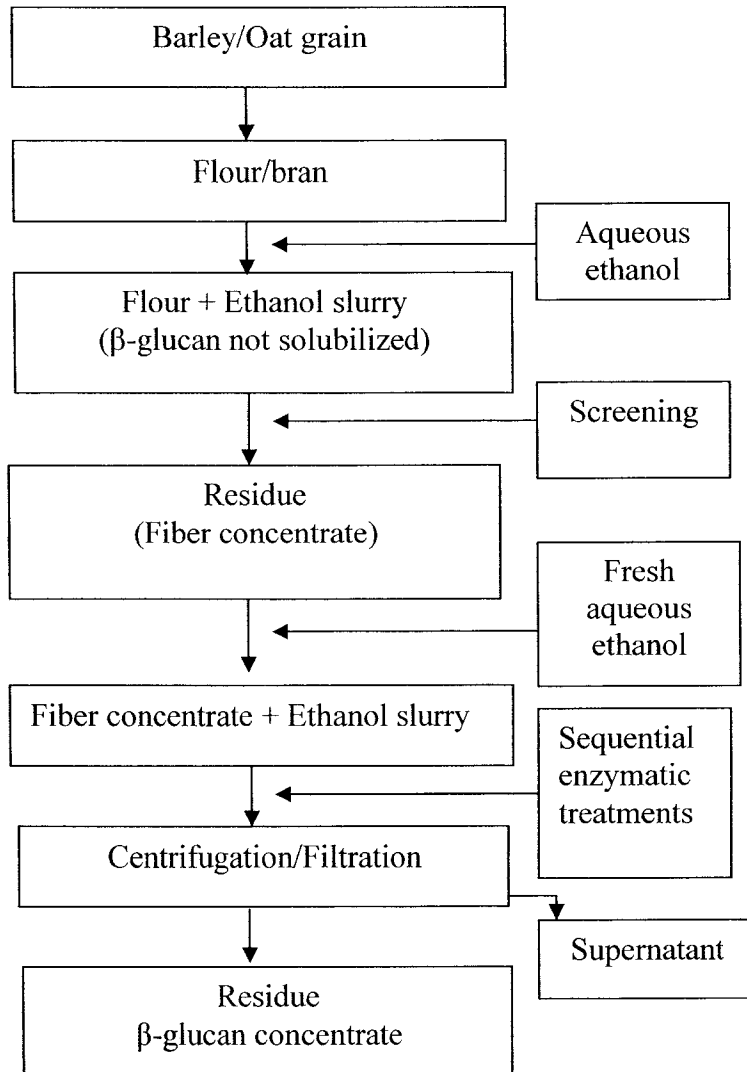 Barley/Oat grain
Flour/bran
Aqueous
ethanol
Flour + Ethanol slurry
(β-glucan not solubilized)
Screening
Residue
(Fiber concentrate)
Fresh
aqueous
ethanol
Fiber concentrate + Ethanol slurry
Sequential
enzymatic
treatments
Centrifugation/Filtration
Supernatant
Residue
β-glucan concentrate